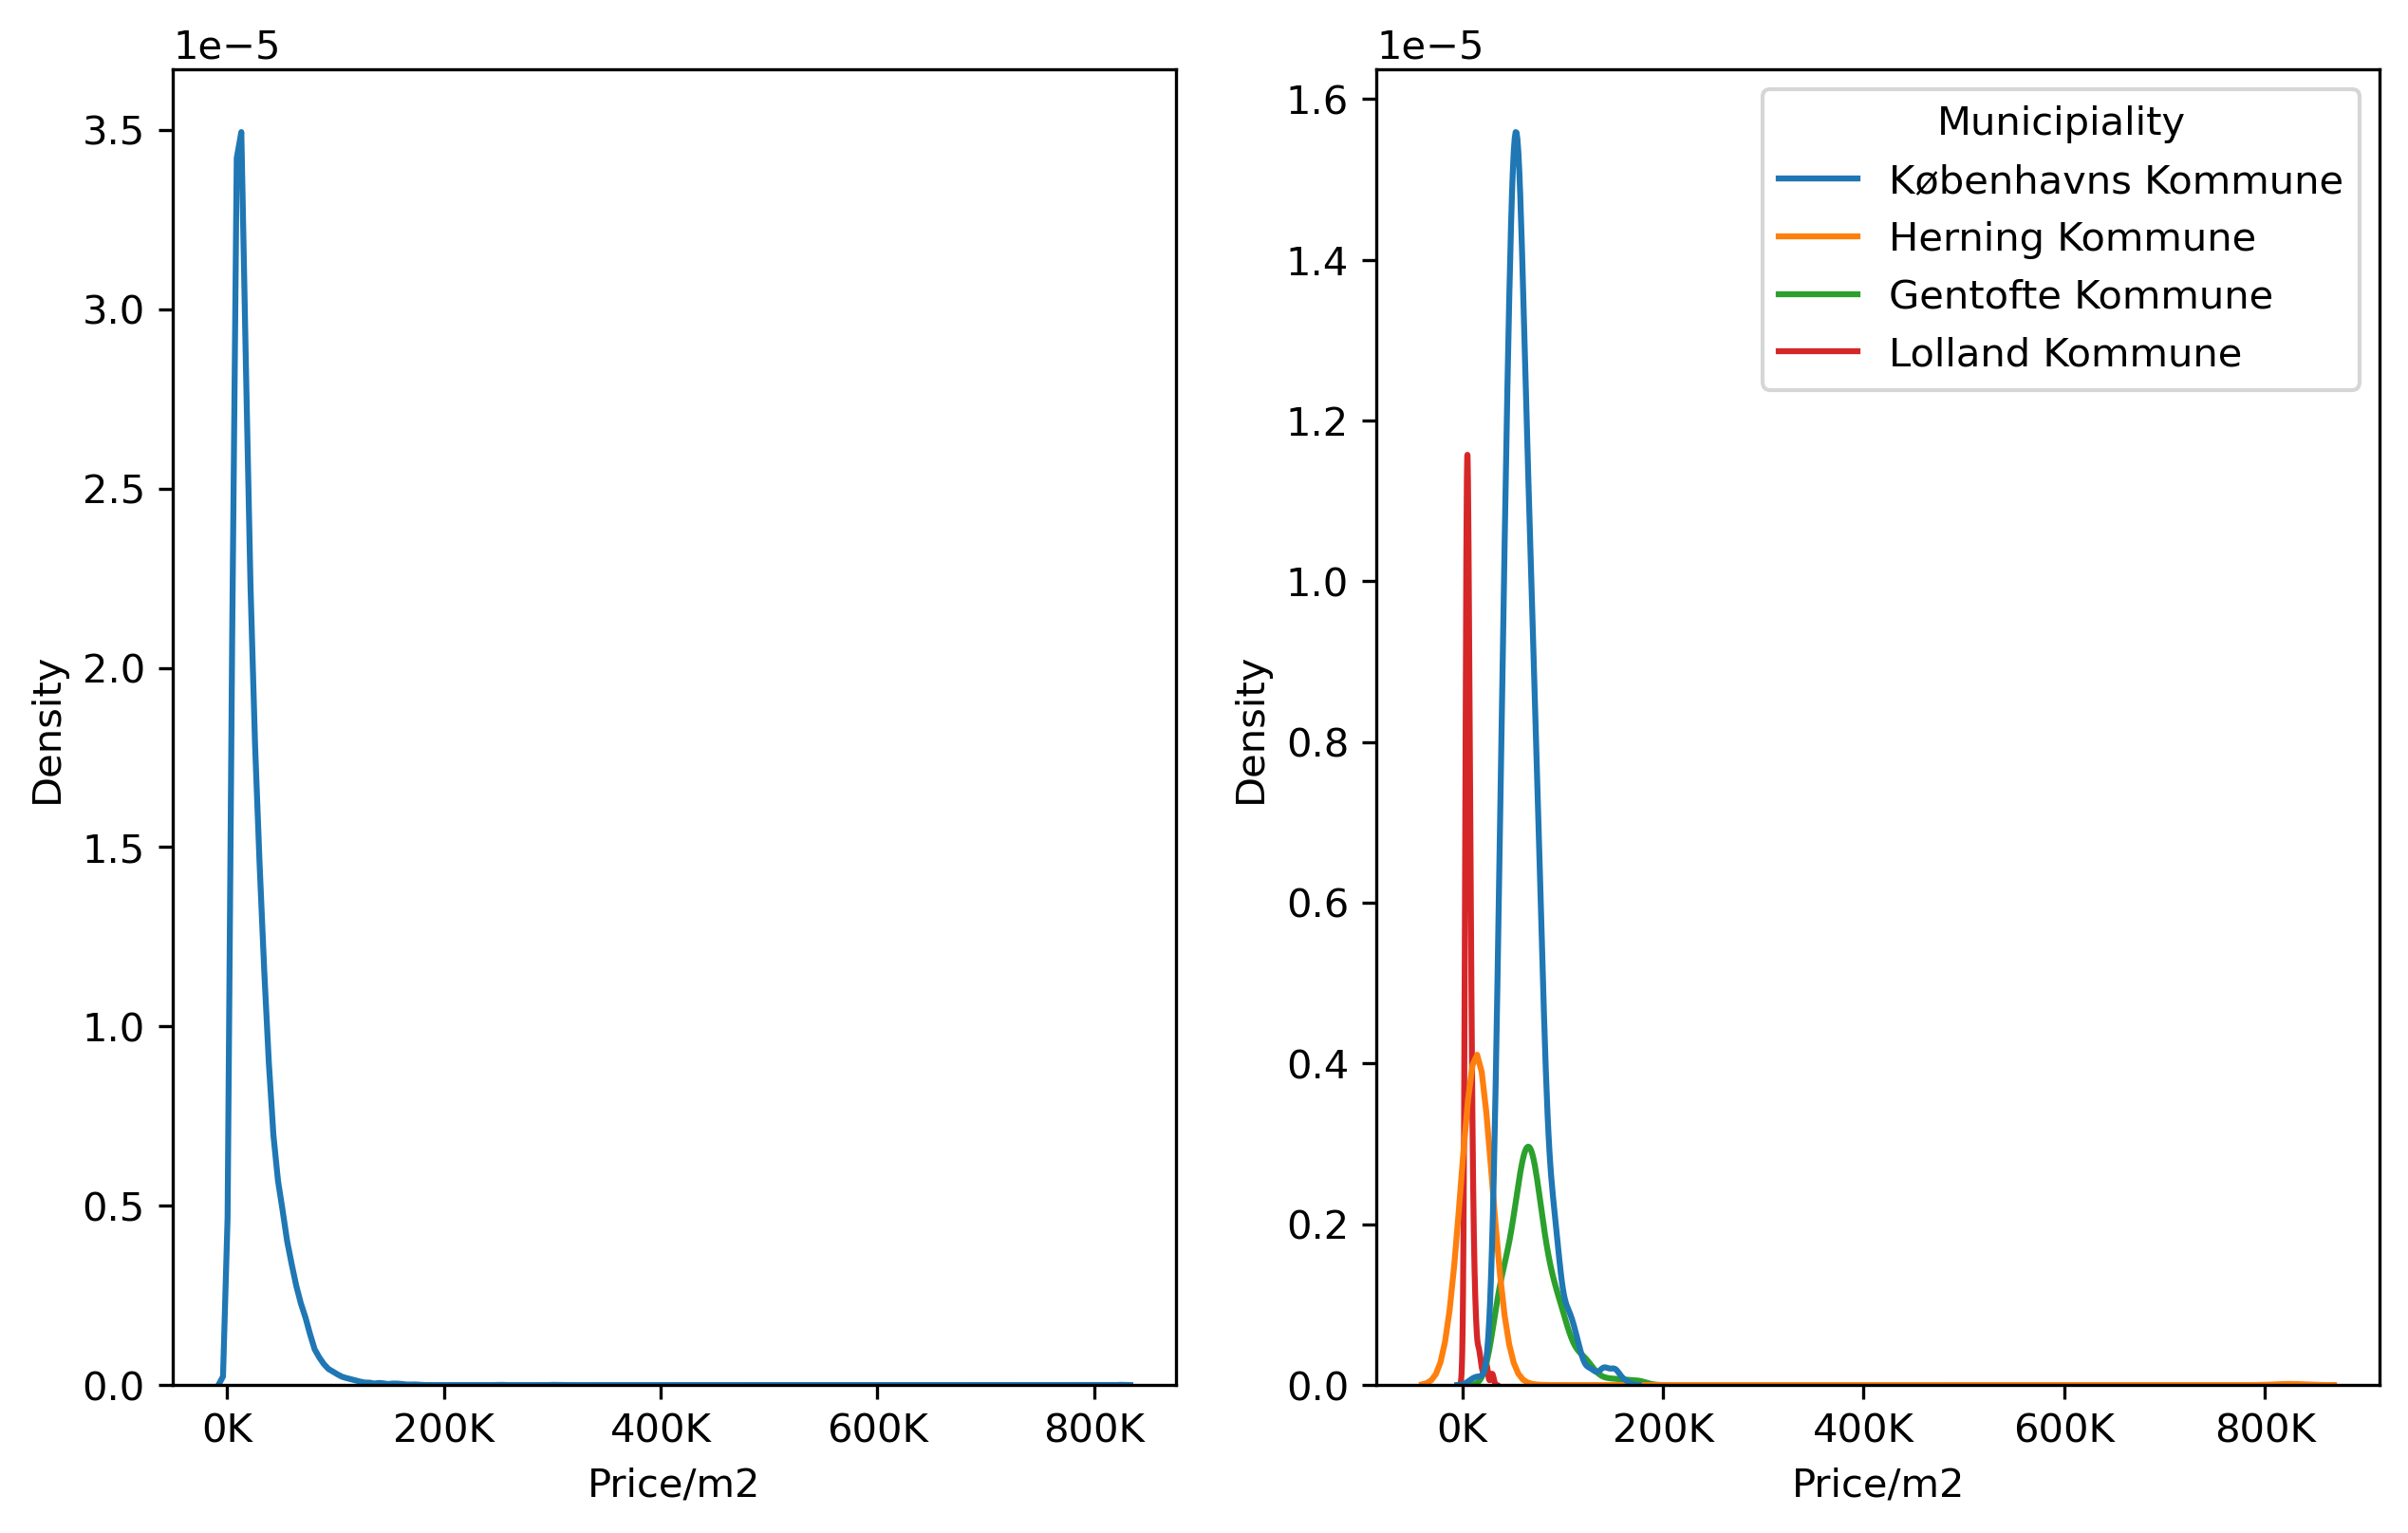 1e−5
3.5
3.0
2.5
2.0
1.5
1.0
0.5
0.0
Density
0K 200K 400K 600K 800K
Price/m2
1e−5
1.6
1.4
1.2
1.0
0.8
0.6
0.4
0.2
0.0
Density
0K 200K 400K 600K 800K
Price/m2
Municipiality
Københavns Kommune
Herning Kommune
Gentofte Kommune
Lolland Kommune